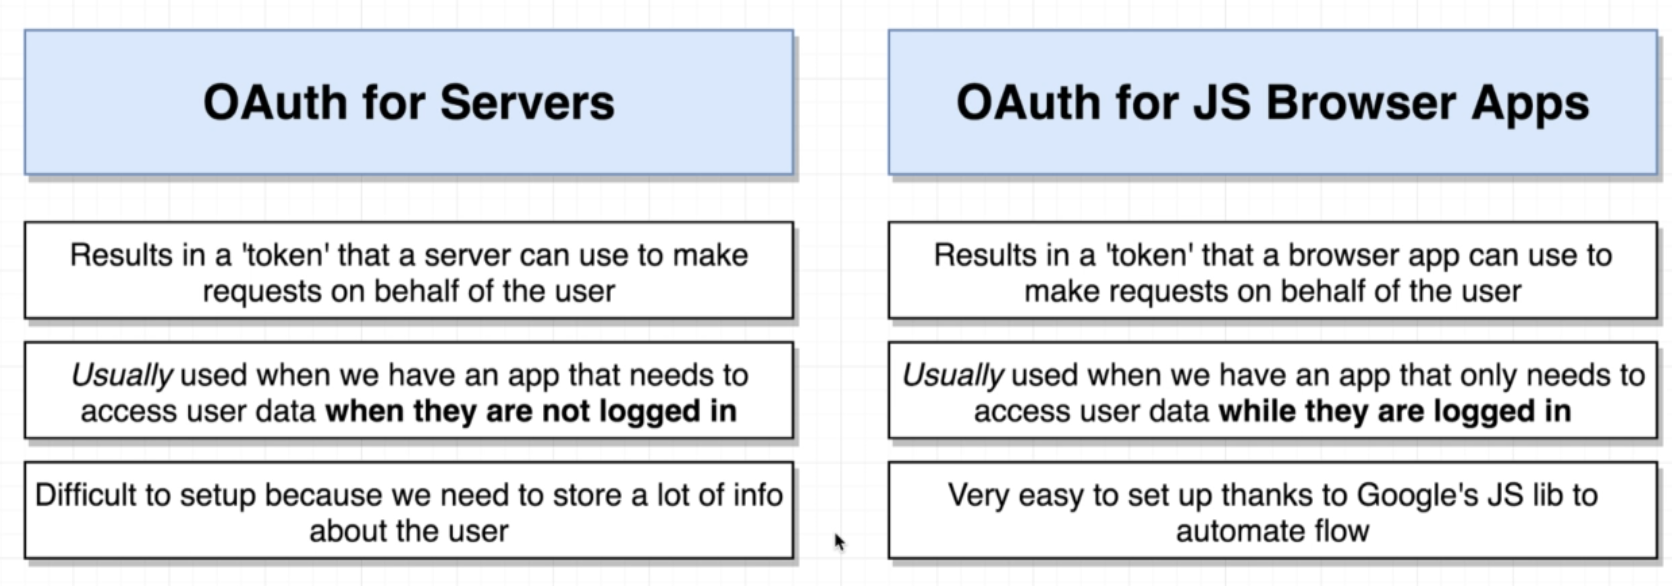 OAuth for Servers
Results in a 'token' that a server can use to make
requests on behalf of the user
Usually used when we have an app that needs to
access user data when they are not logged in
Difficult to setup because we need to store a lot of info
about the user
OAuth for JS Browser Apps
Results in a 'token' that a browser app can use to
make requests on behalf of the user
Usually used when we have an app that only needs to
access user data while they are logged in
Very easy to set up thanks to Google's JS lib to
automate flow